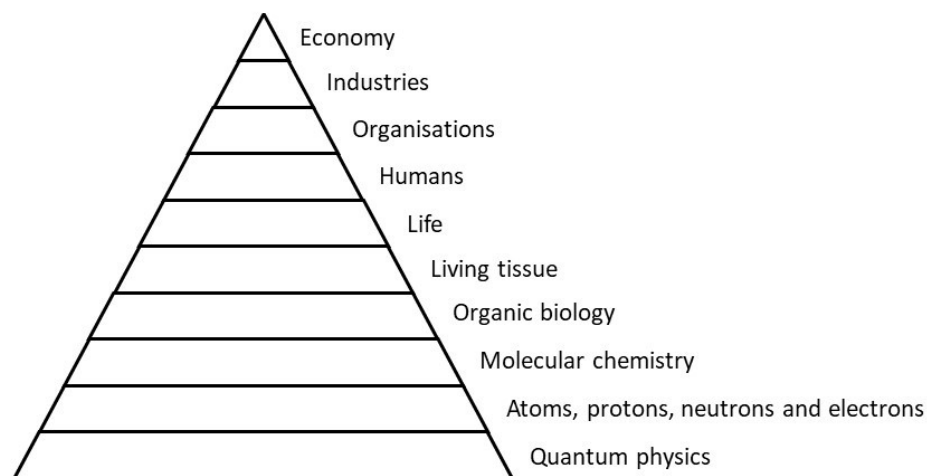 Economy
Industries
Organisations
Humans
Life
Living tissue
Organic biology
Molecular chemistry
Atoms, protons, neutrons and electrons
Quantum physics